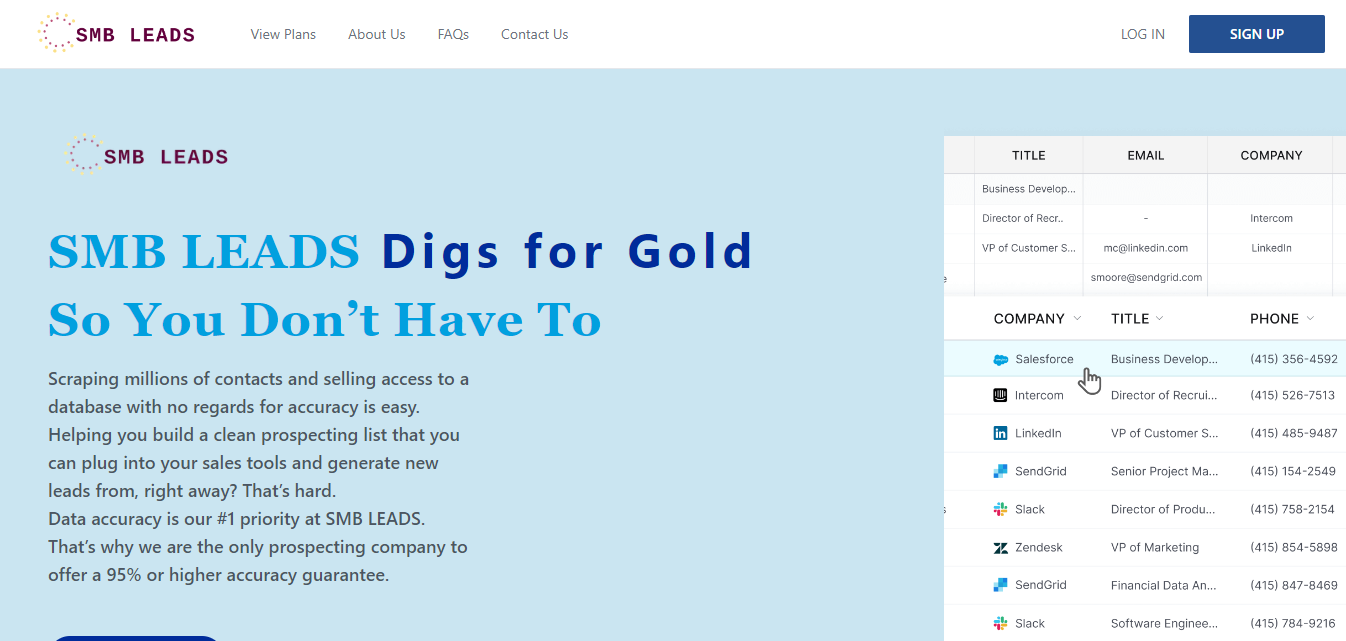 SMB LEADS
View Plans About Us FAQs Contact Us LOG IN SIGN UP
SMB LEADS
SMB LEADS Digs for Gold
So You Don’t Have To
Scraping millions of contacts and selling access to a
database with no regards for accuracy is easy.
Helping you build a clean prospecting list that you
can plug into your sales tools and generate new
leads from, right away? That’s hard.
Data accuracy is our #1 priority at SMB LEADS.
That’s why we are the only prospecting company to
offer a 95% or higher accuracy guarantee.
TITLE EMAIL COMPANY
Business Develop...
Director of Recr.. - Intercom
VP of Customer S... mc@linkedin.com LinkedIn
smoore@sendgrid.com
COMPANY TITLE PHONE
Salesforce Business Develop... (415) 356-4592
Intercom Director of Recrui... (415) 526-7513
LinkedIn VP of Customer S... (415) 485-9487
SendGrid Senior Project Ma... (415) 154-2549
Slack Director of Produ... (415) 758-2154
Zendesk VP of Marketing (415) 854-5898
SendGrid Financial Data An... (415) 847-8469
Slack Software Enginee... (415) 784-9216